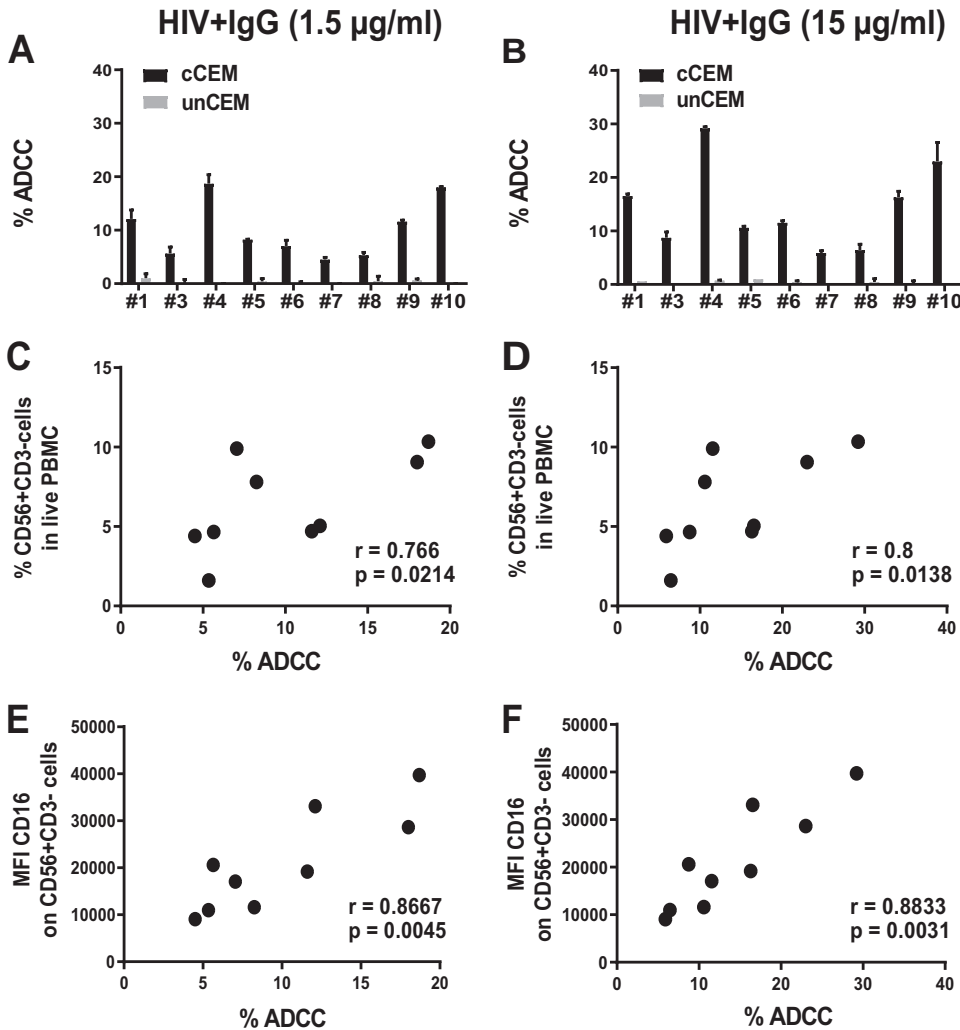 HIV+IgG (1.5 µg/ml)
HIV+IgG (15 µg/ml)
A
% ADCC
40
30
20
10
0
cCEM
unCEM
#1 #3 #4 #5 #6 #7 #8 #9 #10
B
% ADCC
40
30
20
10
0
cCEM
unCEM
#1 #3 #4 #5 #6 #7 #8 #9 #10
C
% CD56+CD3-cells
in live PBMC
15
10
5
0
r = 0.766
p = 0.0214
0 5 10 15 20
% ADCC
D
% CD56+CD3-cells
in live PBMC
15
10
5
0
r = 0.8
p = 0.0138
0 10 20 30 40
% ADCC
E
MFI CD16
on CD56+CD3- cells
50000
40000
30000
20000
10000
0
r = 0.8667
p = 0.0045
0 5 10 15 20
% ADCC
F
MFI CD16
on CD56+CD3- cells
50000
40000
30000
20000
10000
0
r = 0.8833
p = 0.0031
0 10 20 30 40
% ADCC